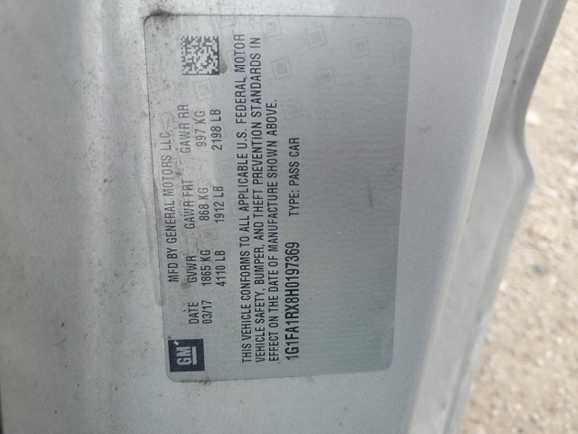 GM
MFD BY GENERAL MOTORS LLC
DATE GVWR GAWR FRT GAWR RR
03/17 1865 KG 868 KG 997 KG
4110 LB 1912 LB 2198 LB
THIS VEHICLE CONFORMS TO ALL APPLICABLE U.S. FEDERAL MOTOR
VEHICLE SAFETY, BUMPER, AND THEFT PREVENTION STANDARDS IN
EFFECT ON THE DATE OF MANUFACTURE SHOWN ABOVE.
1G1FA1RX8H0197369 TYPE: PASS CAR